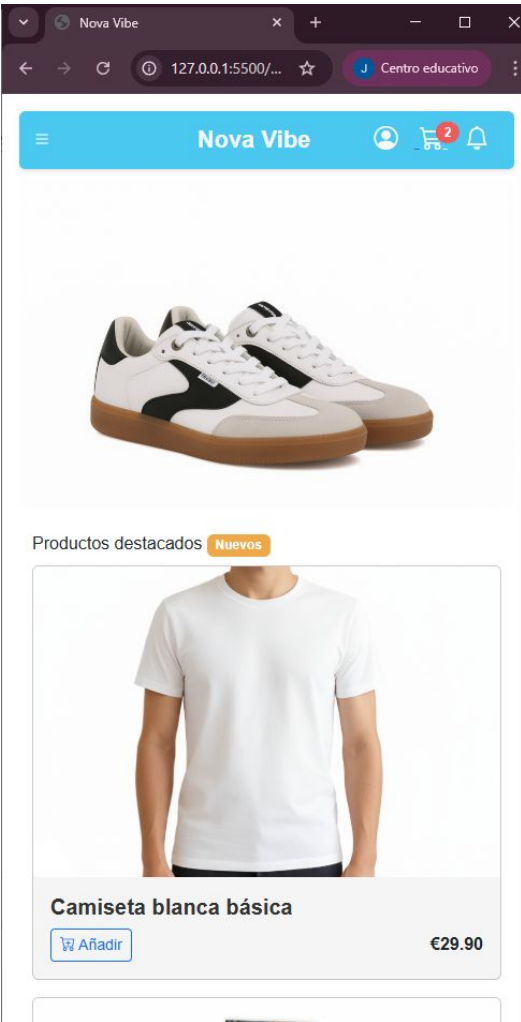 Nova Vibe
127.0.0.1:5500/...
J Centro educativo
Nova Vibe
2
Productos destacados Nuevos
Camiseta blanca básica
Añadir
€29.90